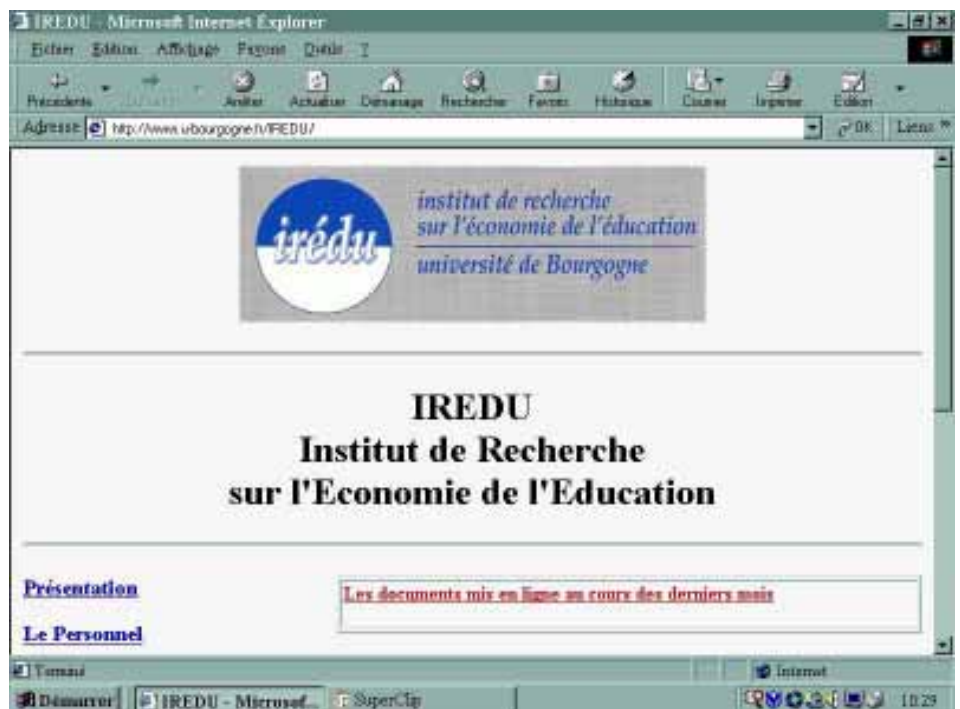 IREDU - Microsoft Internet Explorer
Fichier Edition Affichage Favoris Outils ?
Précédente Arrêter Actualiser Démarrage Rechercher Favoris Historique Courrier Imprimer Edition
Adresse http://www.u-bourgogne.fr/IREDU/ OK Liens »
irédu
institut de recherche
sur l'économie de l'éducation
université de Bourgogne
IREDU
Institut de Recherche
sur l'Economie de l'Education
Présentation
Les documents mis en ligne au cours des derniers mois
Le Personnel
Terminé Internet
Démarrer IREDU - Microsof... SuperClip 10:29